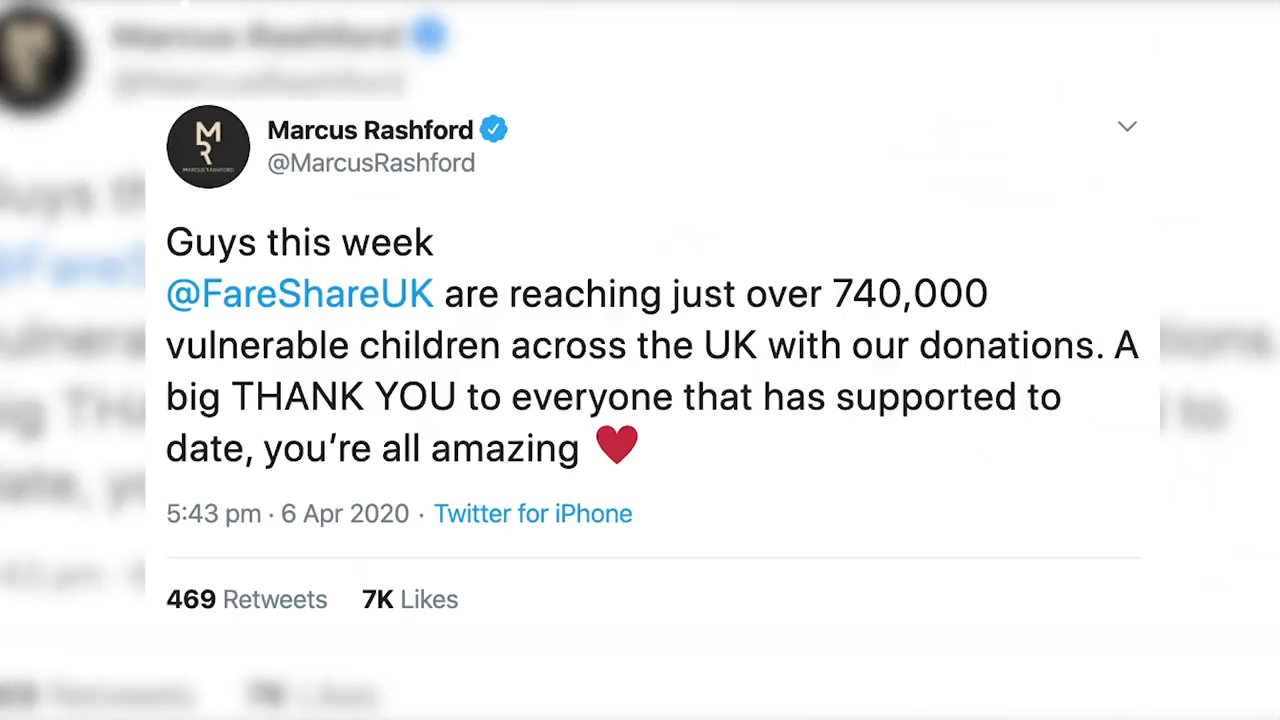 Marcus Rashford
@MarcusRashford
Guys this week
@FareShareUK are reaching just over 740,000
vulnerable children across the UK with our donations. A
big THANK YOU to everyone that has supported to
date, you're all amazing ❤️
5:43 pm · 6 Apr 2020 · Twitter for iPhone
469 Retweets 7K Likes